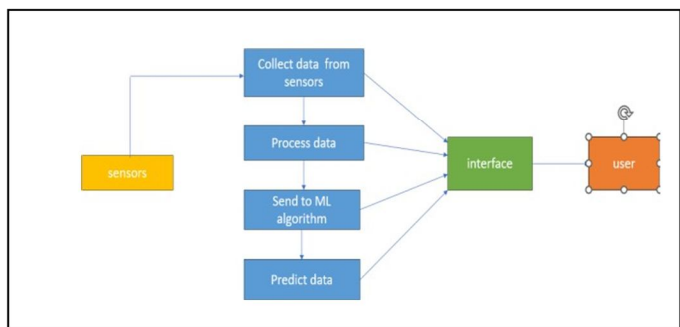 Collect data from
sensors
Process data
sensors
interface
user
Send to ML
algorithm
Predict data